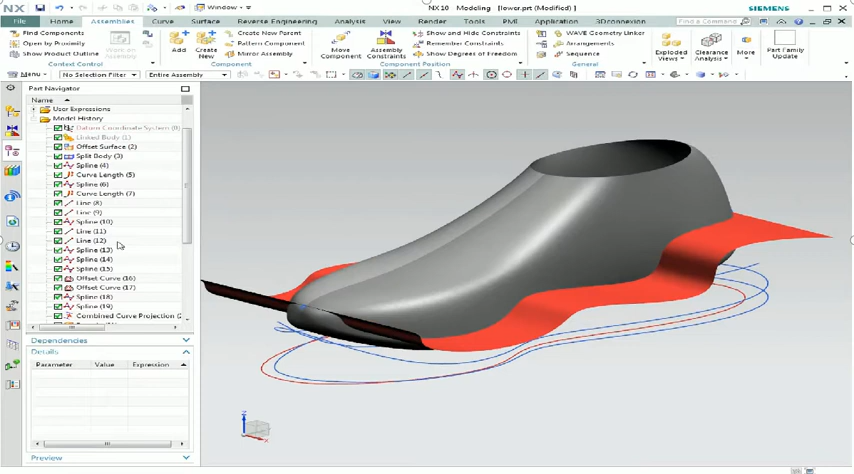 NX
Window
NX 10 - Modeling - [lower.prt (Modified) ]
SIEMENS
File Home Assemblies Curve Surface Reverse Engineering Analysis View Render Tools PMI Application 3Dconnexion Find a Command
Find Components
Open by Proximity
Show Product Outline
Work on Assembly
Context Control
Add
Create New
Create New Parent
Pattern Component
Mirror Assembly
Component
Move Component
Assembly Constraints
Show and Hide Constraints
Remember Constraints
Show Degrees of Freedom
Component Position
WAVE Geometry Linker
Arrangements
Sequence
General
Exploded Views
Clearance Analysis
More
Part Family Update
Menu No Selection Filter Entire Assembly
Part Navigator
Name
User Expressions
Model History
Datum Coordinate System (0)
Linked Body (1)
Offset Surface (2)
Split Body (3)
Spline (4)
Curve Length (5)
Spline (6)
Curve Length (7)
Line (8)
Line (9)
Spline (10)
Line (11)
Line (12)
Spline (13)
Spline (14)
Spline (15)
Offset Curve (16)
Offset Curve (17)
Spline (18)
Spline (19)
Combined Curve Projection (2
Dependencies
Details
Parameter Value Expression
Preview
Z
X